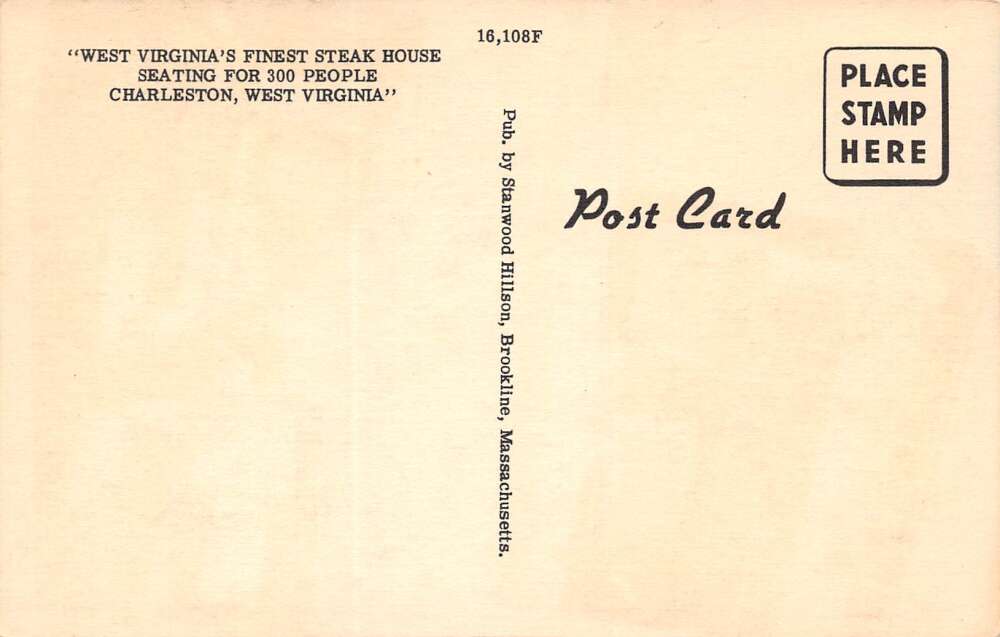 16,108F
“WEST VIRGINIA’S FINEST STEAK HOUSE
SEATING FOR 300 PEOPLE
CHARLESTON, WEST VIRGINIA”
Pub. by Stanwood Hillson, Brookline, Massachusetts.
PLACE
STAMP
HERE
Post Card